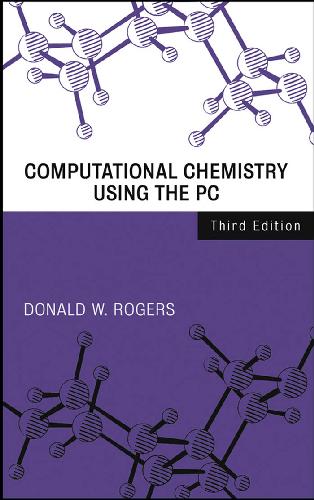 COMPUTATIONAL CHEMISTRY
USING THE PC
Third Edition
DONALD W. ROGERS